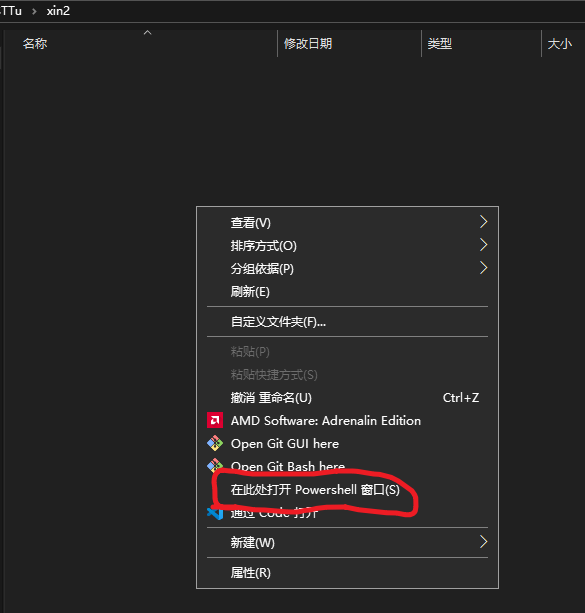 TTu > xin2
名称 修改日期 类型 大小
查看(V)
排序方式(O)
分组依据(P)
刷新(E)
自定义文件夹(F)...
粘贴(P)
粘贴快捷方式(S)
撤消 重命名(U) Ctrl+Z
AMD Software: Adrenalin Edition
Open Git GUI here
Open Git Bash here
在此处打开 Powershell 窗口(S)
通过 Code 打开
新建(W)
属性(R)